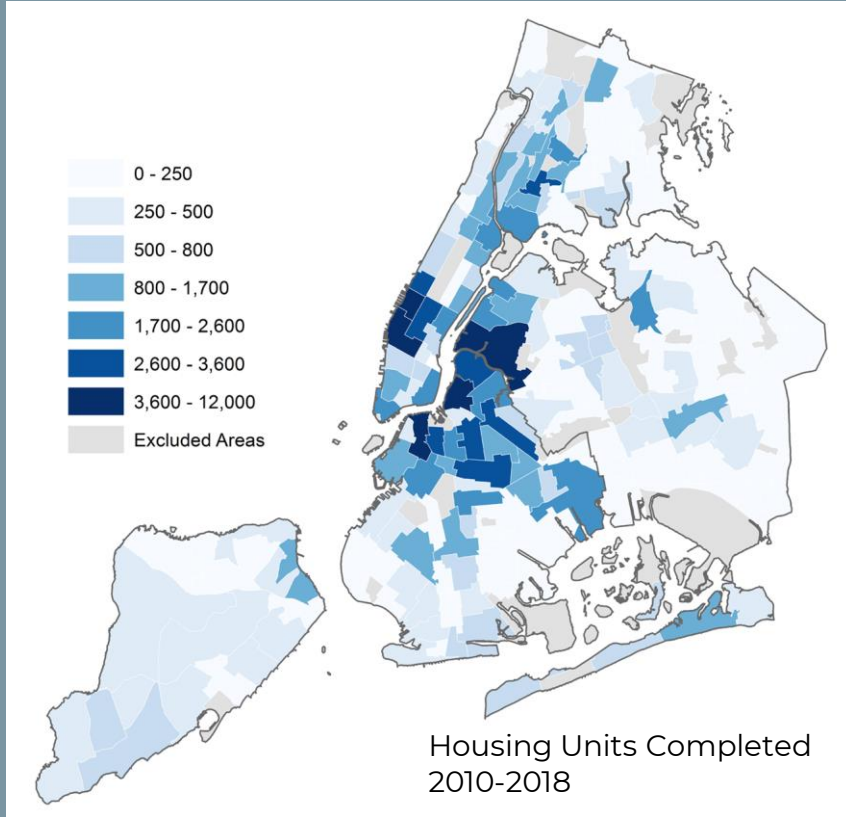 0 - 250
250 - 500
500 - 800
800 - 1,700
1,700 - 2,600
2,600 - 3,600
3,600 - 12,000
Excluded Areas
Housing Units Completed
2010-2018